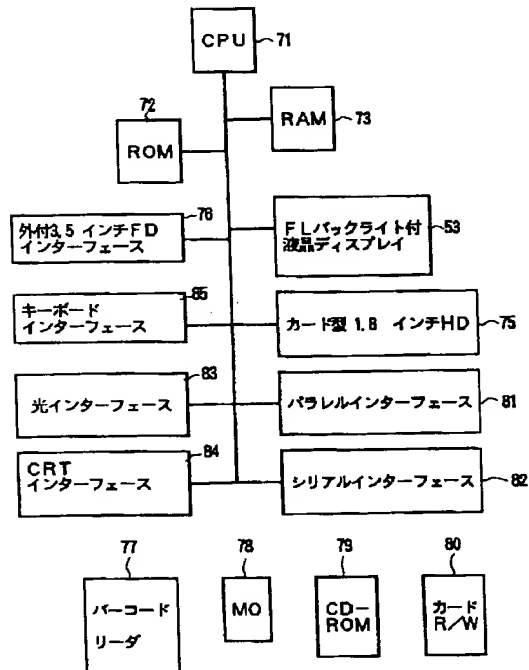 CPU
71
72
ROM
RAM
73
76
外付3.5 インチFD
インターフェース
FLバックライト付
液晶ディスプレイ
53
85
キーボード
インターフェース
カード型 1.8 インチHD
75
83
光インターフェース
パラレルインターフェース
81
84
CRT
インターフェース
シリアルインターフェース
82
77
バーコード
リーダ
78
MO
79
CD-
ROM
80
カード
R/W